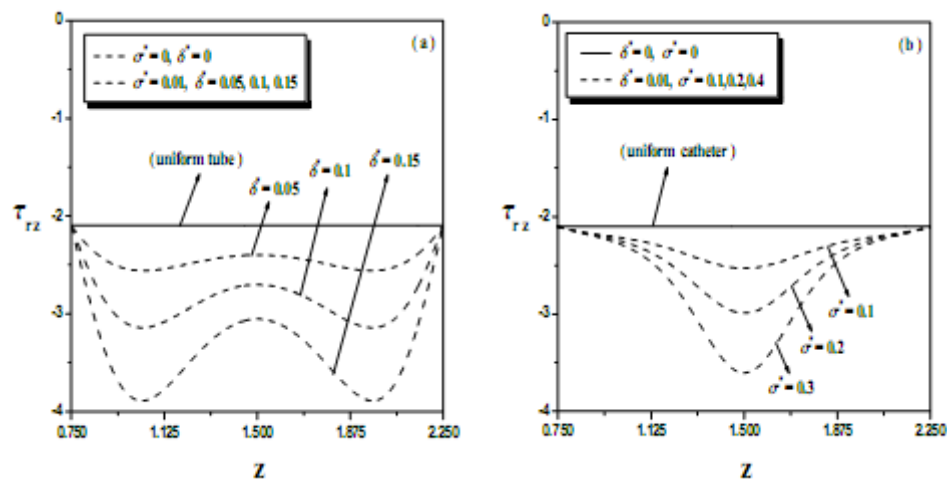 0
(a)
σ* = 0, δ* = 0
σ* = 0.01, δ* = 0.05, 0.1, 0.15
-1
(uniform tube)
δ* = 0.05
δ* = 0.1
δ* = 0.15
-2
τrz
-3
-4
0.750
1.125
1.500
1.875
2.250
Z
0
(b)
δ* = 0, σ* = 0
δ* = 0.01, σ* = 0.1,0.2,0.4
-1
(uniform catheter)
-2
τrz
σ* = 0.1
σ* = 0.2
σ* = 0.3
-3
-4
0.750
1.125
1.500
1.875
2.250
Z